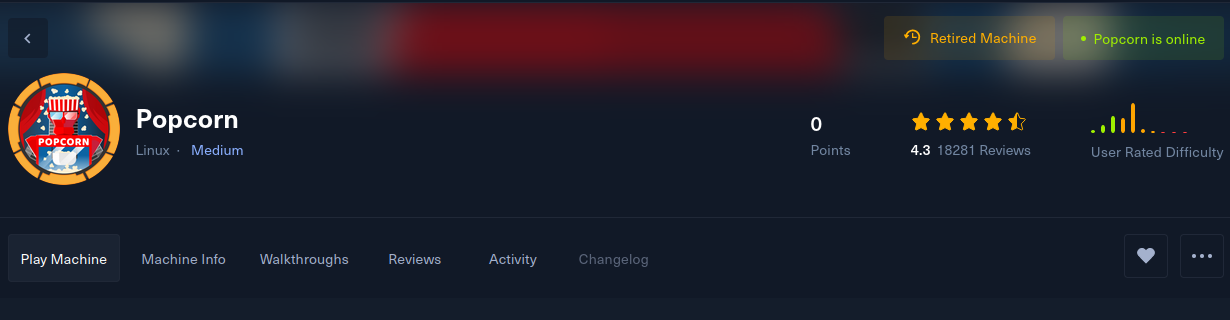 Retired Machine
• Popcorn is online
POPCORN
Popcorn
Linux · Medium
0
Points
4.3 18281 Reviews
User Rated Difficulty
Play Machine
Machine Info
Walkthroughs
Reviews
Activity
Changelog